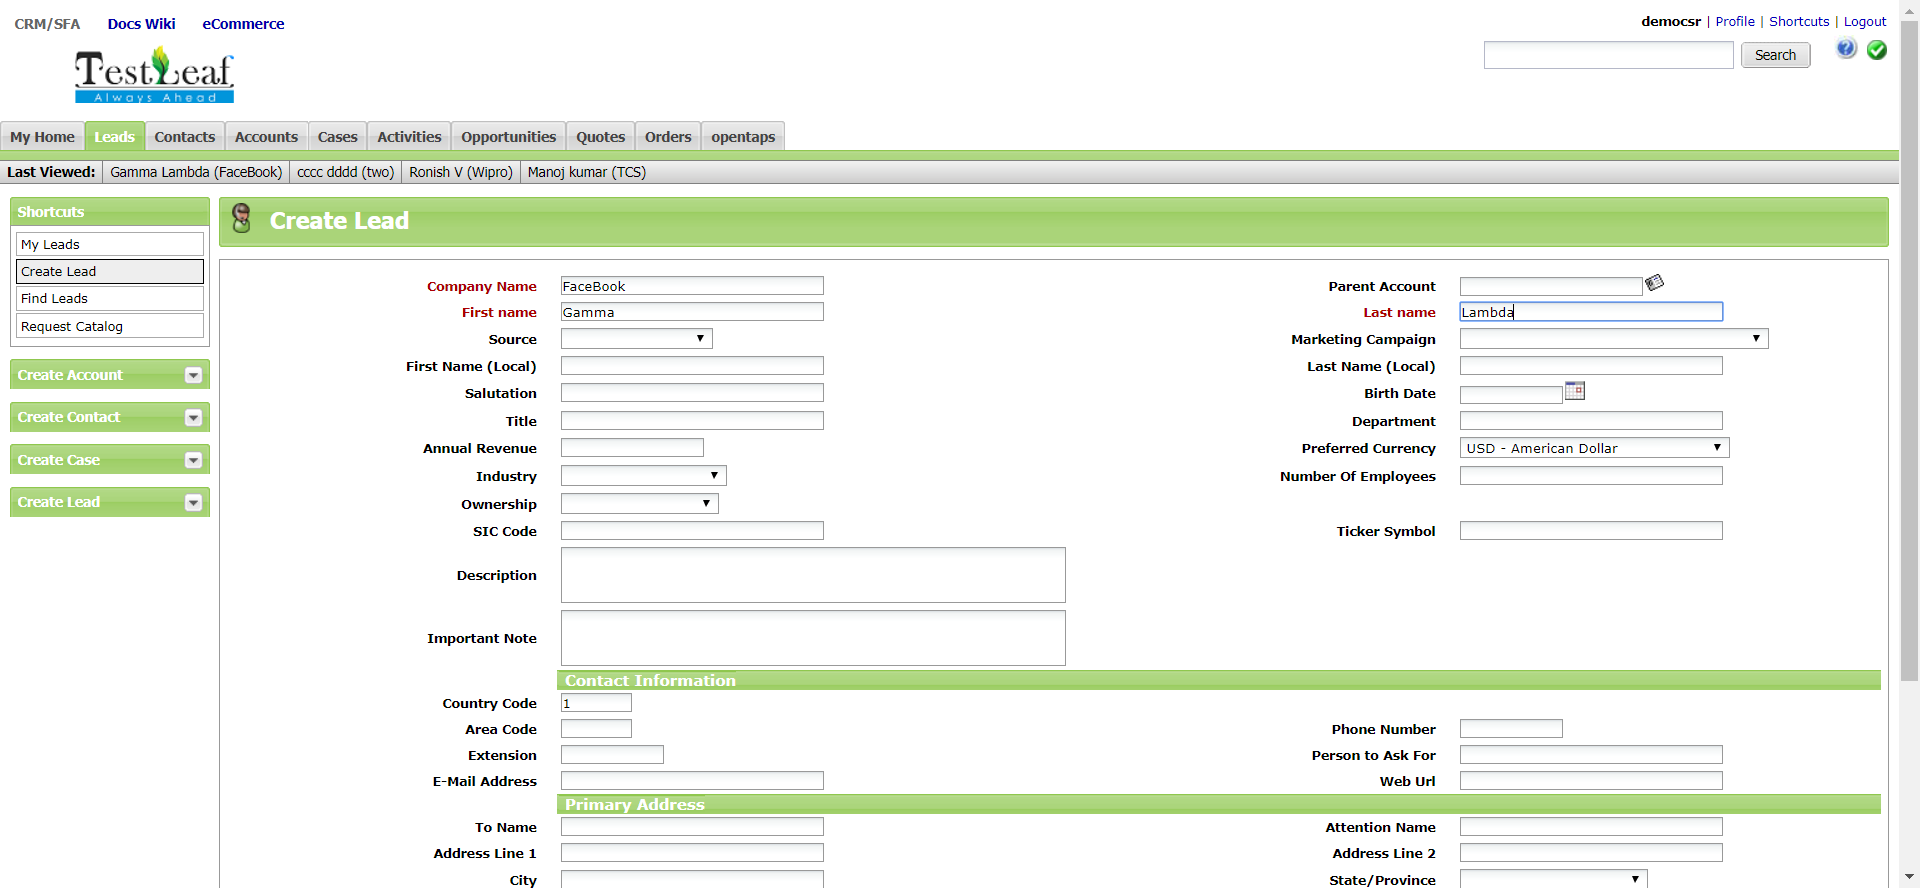 CRM/SFA Docs Wiki eCommerce
democsr | Profile | Shortcuts | Logout
TestLeaf
Always Ahead
Search
My Home Leads Contacts Accounts Cases Activities Opportunities Quotes Orders opentaps
Last Viewed: Gamma Lambda (FaceBook) cccc dddd (two) Ronish V (Wipro) Manoj kumar (TCS)
Shortcuts
My Leads
Create Lead
Find Leads
Request Catalog
Create Account
Create Contact
Create Case
Create Lead
Create Lead
Company Name FaceBook Parent Account
First name Gamma Last name Lambda
Source Marketing Campaign
First Name (Local) Last Name (Local)
Salutation Birth Date
Title Department
Annual Revenue Preferred Currency USD - American Dollar
Industry Number Of Employees
Ownership
SIC Code Ticker Symbol
Description
Important Note
Contact Information
Country Code 1
Area Code Phone Number
Extension Person to Ask For
E-Mail Address Web Url
Primary Address
To Name Attention Name
Address Line 1 Address Line 2
City State/Province